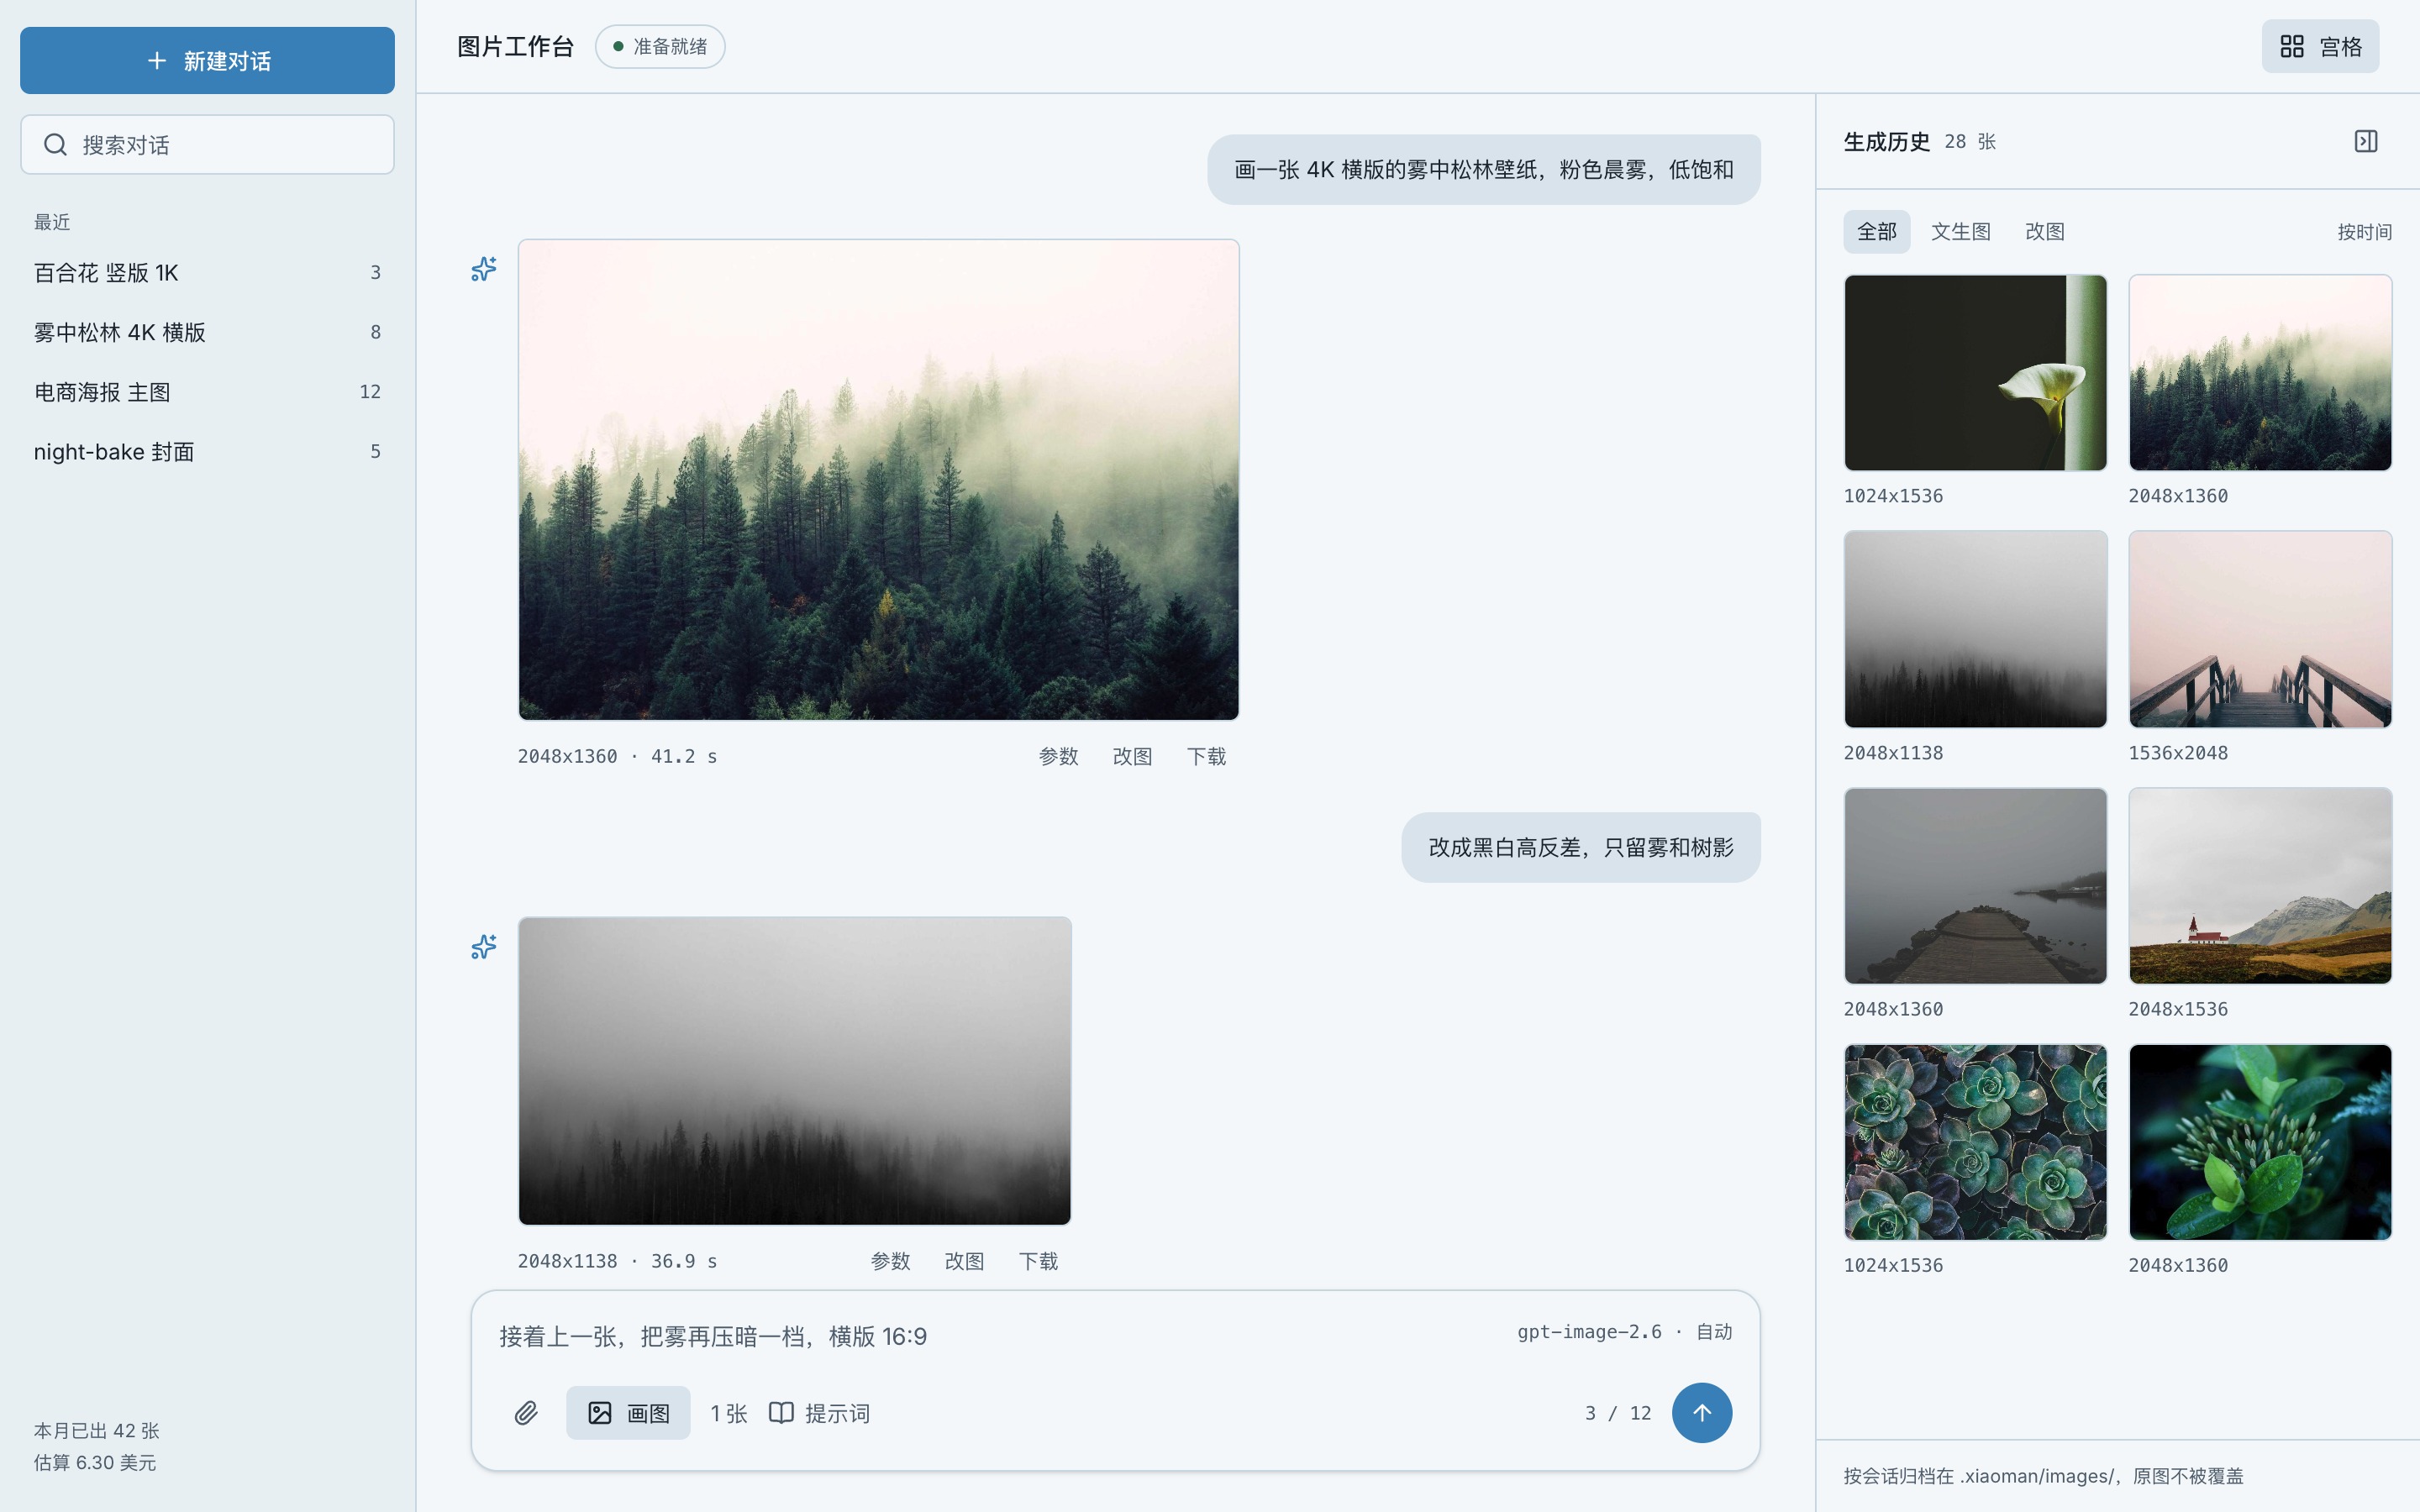 新建对话
搜索对话
最近
百合花 竖版 1K 3
雾中松林 4K 横版 8
电商海报 主图 12
night-bake 封面 5
本月已出 42 张
估算 6.30 美元
图片工作台 准备就绪
宫格
画一张 4K 横版的雾中松林壁纸，粉色晨雾，低饱和
2048x1360 · 41.2 s 参数 改图 下载
改成黑白高反差，只留雾和树影
2048x1138 · 36.9 s 参数 改图 下载
接着上一张，把雾再压暗一档，横版 16:9 gpt-image-2.6 · 自动
画图 1 张 提示词 3 / 12
生成历史 28 张
全部 文生图 改图 按时间
1024x1536 2048x1360
2048x1138 1536x2048
2048x1360 2048x1536
1024x1536 2048x1360
按会话归档在 .xiaoman/images/，原图不被覆盖